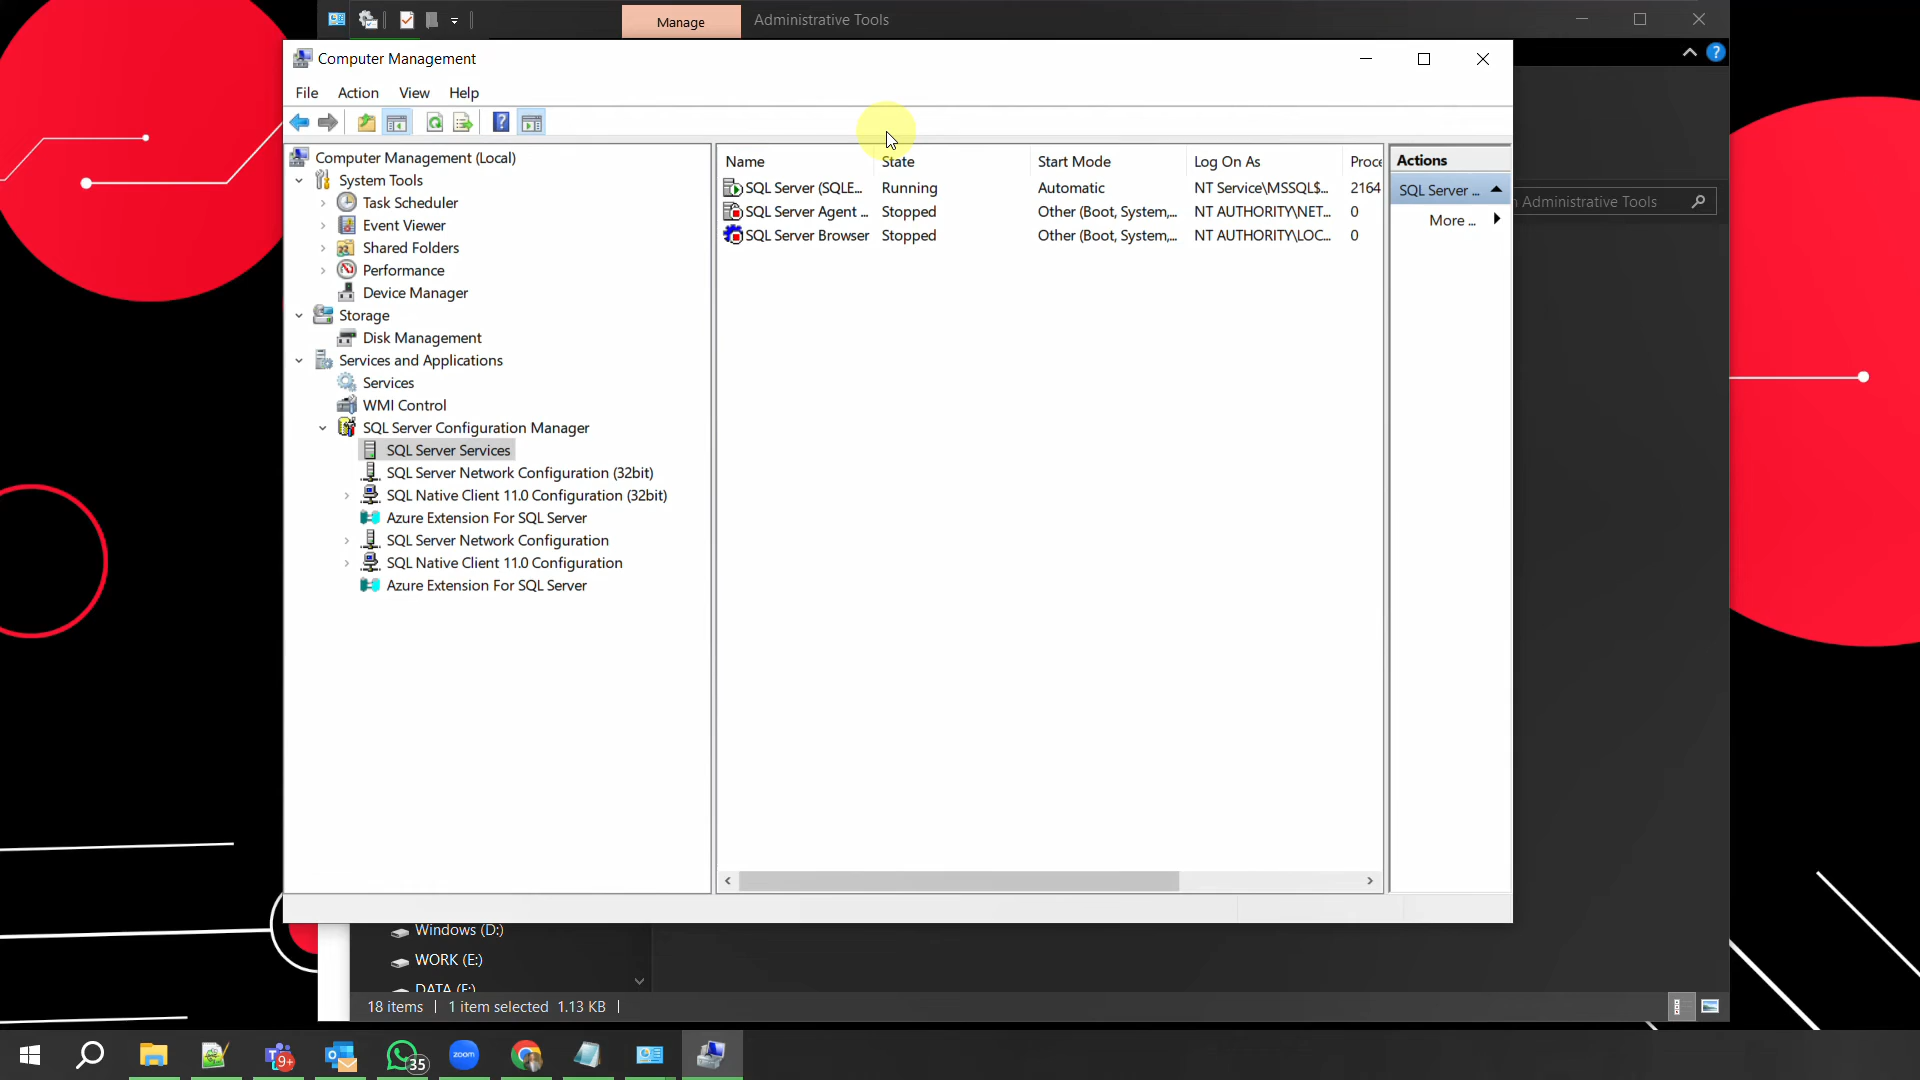 Manage
Administrative Tools
Computer Management
File Action View Help
Computer Management (Local)
System Tools
Task Scheduler
Event Viewer
Shared Folders
Performance
Device Manager
Storage
Disk Management
Services and Applications
Services
WMI Control
SQL Server Configuration Manager
SQL Server Services
SQL Server Network Configuration (32bit)
SQL Native Client 11.0 Configuration (32bit)
Azure Extension For SQL Server
SQL Server Network Configuration
SQL Native Client 11.0 Configuration
Azure Extension For SQL Server
Name State Start Mode Log On As Proce
SQL Server (SQLE... Running Automatic NT Service\MSSQL$... 2164
SQL Server Agent ... Stopped Other (Boot, System,... NT AUTHORITY\NET... 0
SQL Server Browser Stopped Other (Boot, System,... NT AUTHORITY\LOC... 0
Actions
SQL Server ...
More ...
Administrative Tools
Windows (D:)
WORK (E:)
DATA (F:)
18 items 1 item selected 1.13 KB
9+
35
zoom